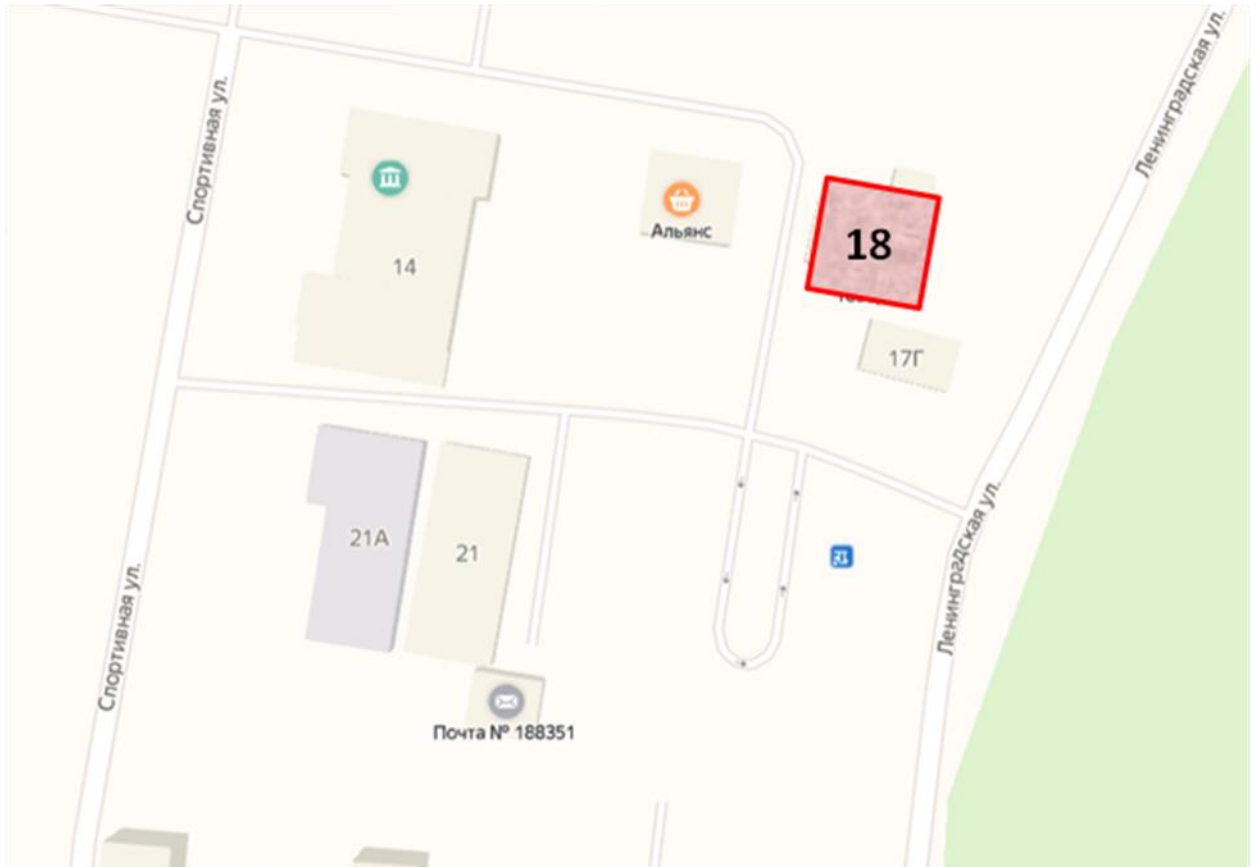 Ленинградская ул.
Спортивная ул.
Альянс
18
14
17Г
21А
21
Ленинградская ул.
Спортивная ул.
Почта № 188351